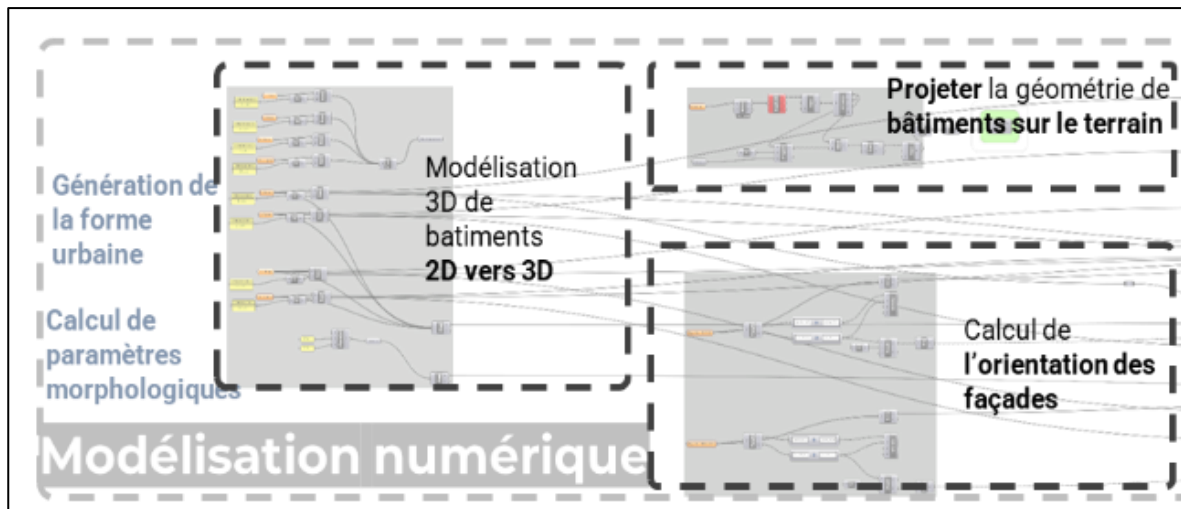 Génération de
la forme
urbaine
Calcul de
paramètres
morphologiques
Modélisation
3D de
batiments
2D vers 3D
Projeter la géométrie de
bâtiments sur le terrain
Calcul de
l'orientation des
façades
Modélisation numérique